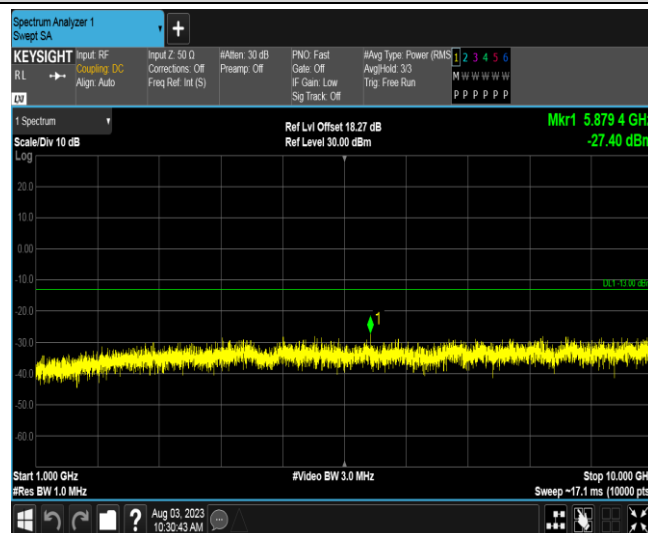 Spectrum Analyzer 1
Swept SA
+
KEYSIGHT Input: RF Input Z: 50 Ω #Atten: 30 dB PNO: Fast #Avg Type: Power (RMS 1 2 3 4 5 6
RL Coupling: DC Corrections: Off Preamp: Off Gate: Off Avg|Hold: 3/3 M W W W W W
Align: Auto Freq Ref: Int (S) IF Gain: Low Trig: Free Run
LXI Sig Track: Off P P P P P P
1 Spectrum Ref Lvl Offset 18.27 dB Mkr1 5.879 4 GHz
Scale/Div 10 dB Ref Level 30.00 dBm -27.40 dBm
Log
20.0
10.0
0.00
-10.0
DL1 -13.00 dBm
-20.0
1
-30.0
-40.0
-50.0
-60.0
Start 1.000 GHz #Video BW 3.0 MHz Stop 10.000 GH
#Res BW 1.0 MHz Sweep ~17.1 ms (10000 pts
? Aug 03, 2023
10:30:43 AM